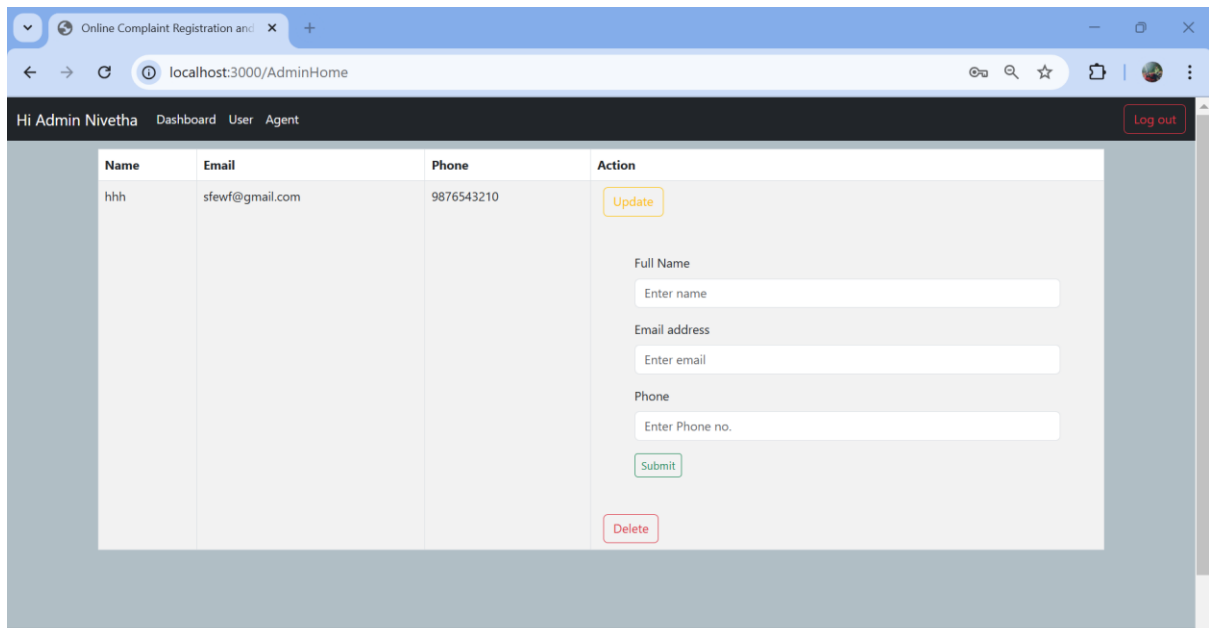 Online Complaint Registration and
localhost:3000/AdminHome
Hi Admin Nivetha Dashboard User Agent Log out
Name Email Phone Action
hhh sfewf@gmail.com 9876543210 Update
Full Name
Enter name
Email address
Enter email
Phone
Enter Phone no.
Submit
Delete